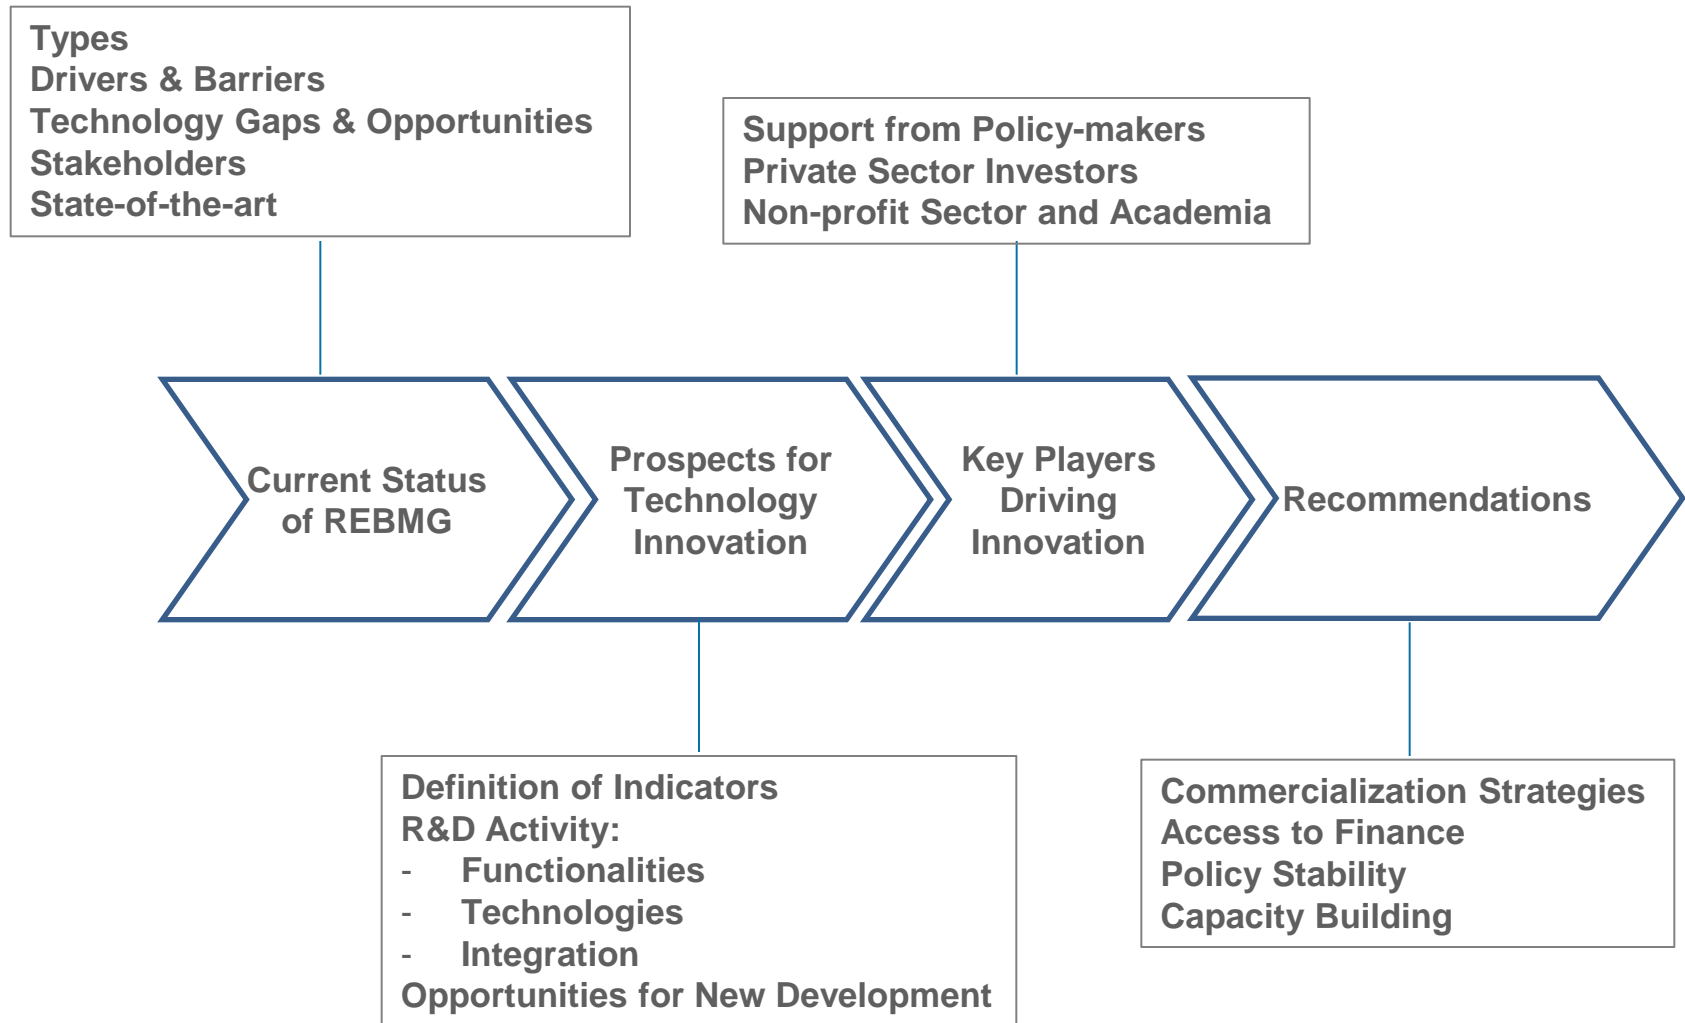 Types
Drivers & Barriers
Technology Gaps & Opportunities
Stakeholders
State-of-the-art
Support from Policy-makers
Private Sector Investors
Non-profit Sector and Academia
Current Status
of REBMG
Prospects for
Technology
Innovation
Key Players
Driving
Innovation
Recommendations
Definition of Indicators
R&D Activity:
- Functionalities
- Technologies
- Integration
Opportunities for New Development
Commercialization Strategies
Access to Finance
Policy Stability
Capacity Building